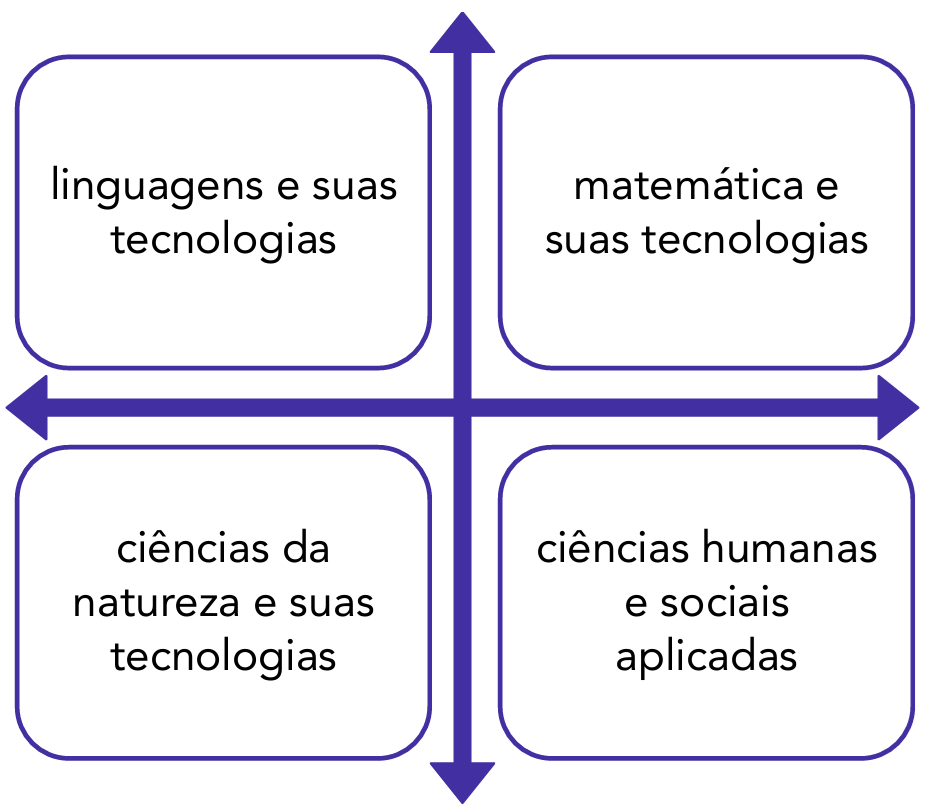 linguagens e suas
tecnologias
matemática e
suas tecnologias
ciências da
natureza e suas
tecnologias
ciências humanas
e sociais
aplicadas